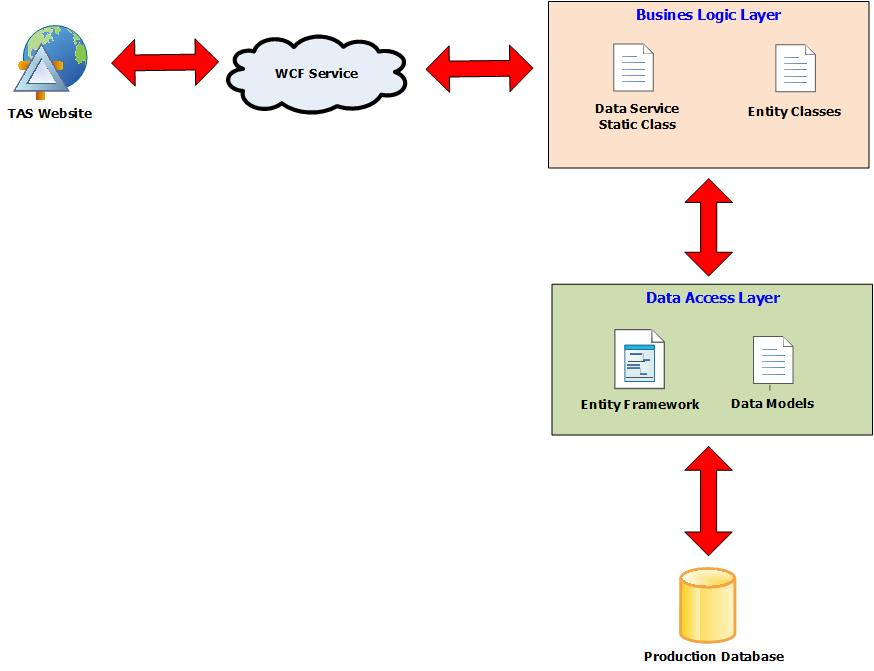 Busines Logic Layer
WCF Service
TAS Website
Data Service
Static Class
Entity Classes
Data Access Layer
Entity Framework
Data Models
Production Database